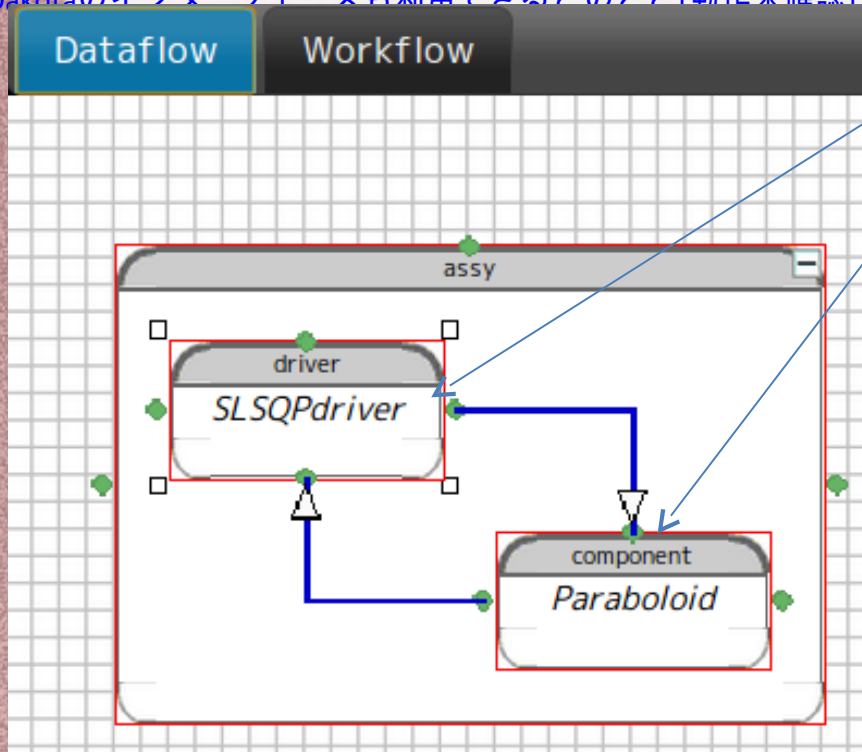 Dataflow
Workflow
assy
driver
SLSQPdriver
component
Paraboloid